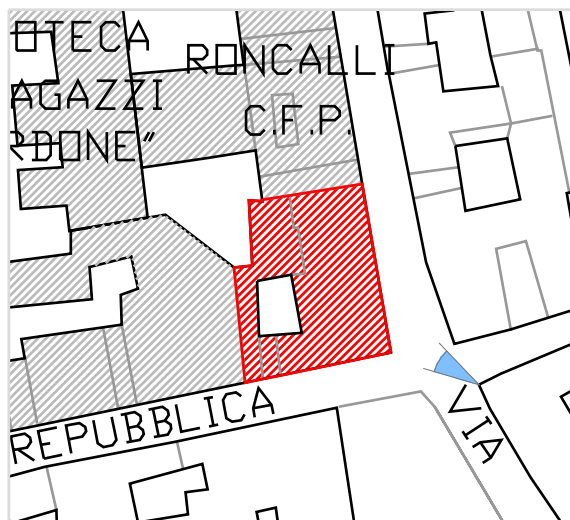 OTECA
RONCALLI
AGAZZI
C.F.P.
RDONE"
REPUBBLICA
VIA